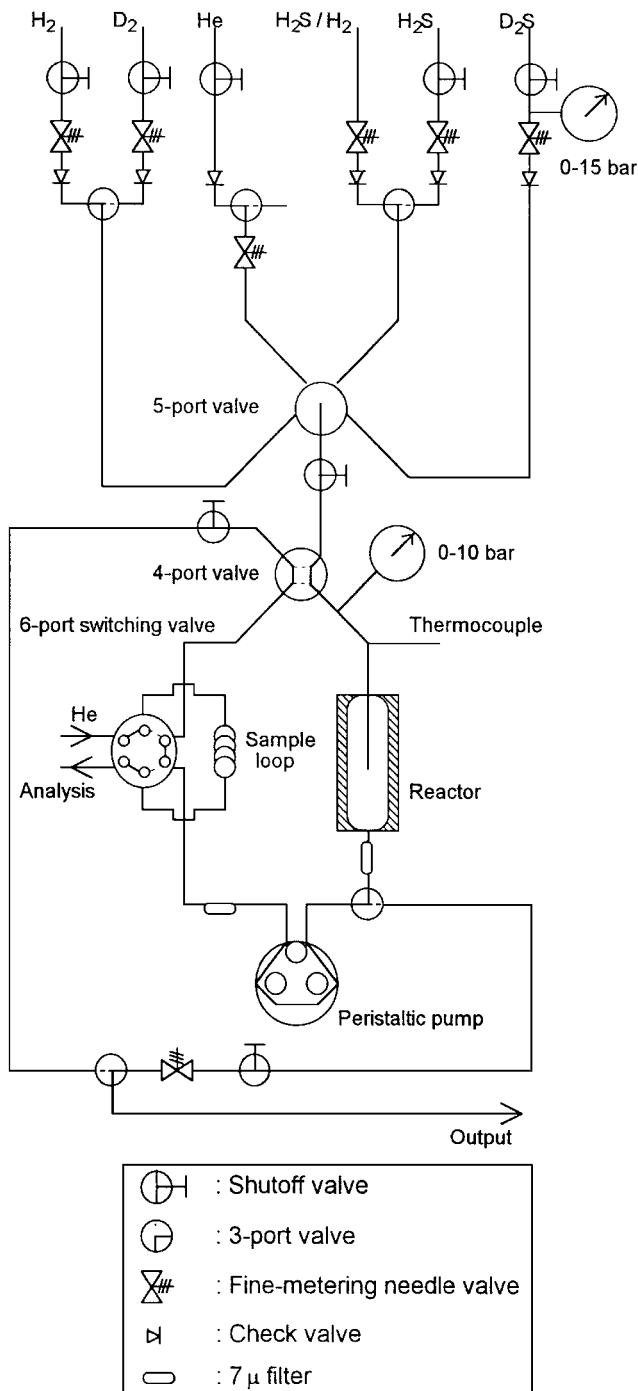 H2 D2 He H2S / H2 H2S D2S
0-15 bar
5-port valve
4-port valve
0-10 bar
6-port switching valve
Thermocouple
He
Sample
loop
Analysis
Reactor
Peristaltic pump
Output
: Shutoff valve
: 3-port valve
: Fine-metering needle valve
: Check valve
: 7 μ filter